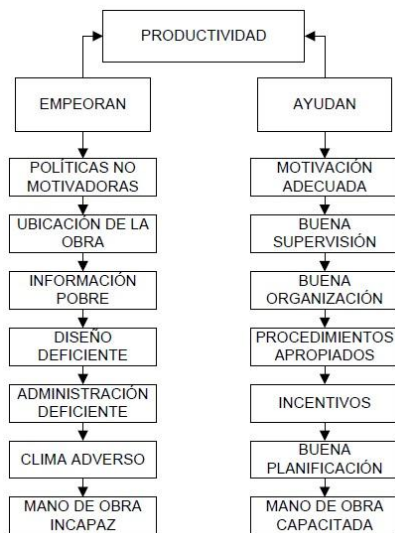 PRODUCTIVIDAD
EMPEORAN
AYUDAN
POLÍTICAS NO
MOTIVADORAS
MOTIVACIÓN
ADECUADA
UBICACIÓN DE LA
OBRA
BUENA
SUPERVISIÓN
INFORMACIÓN
POBRE
BUENA
ORGANIZACIÓN
DISEÑO
DEFICIENTE
PROCEDIMIENTOS
APROPIADOS
ADMINISTRACIÓN
DEFICIENTE
INCENTIVOS
CLIMA ADVERSO
BUENA
PLANIFICACIÓN
MANO DE OBRA
INCAPAZ
MANO DE OBRA
CAPACITADA